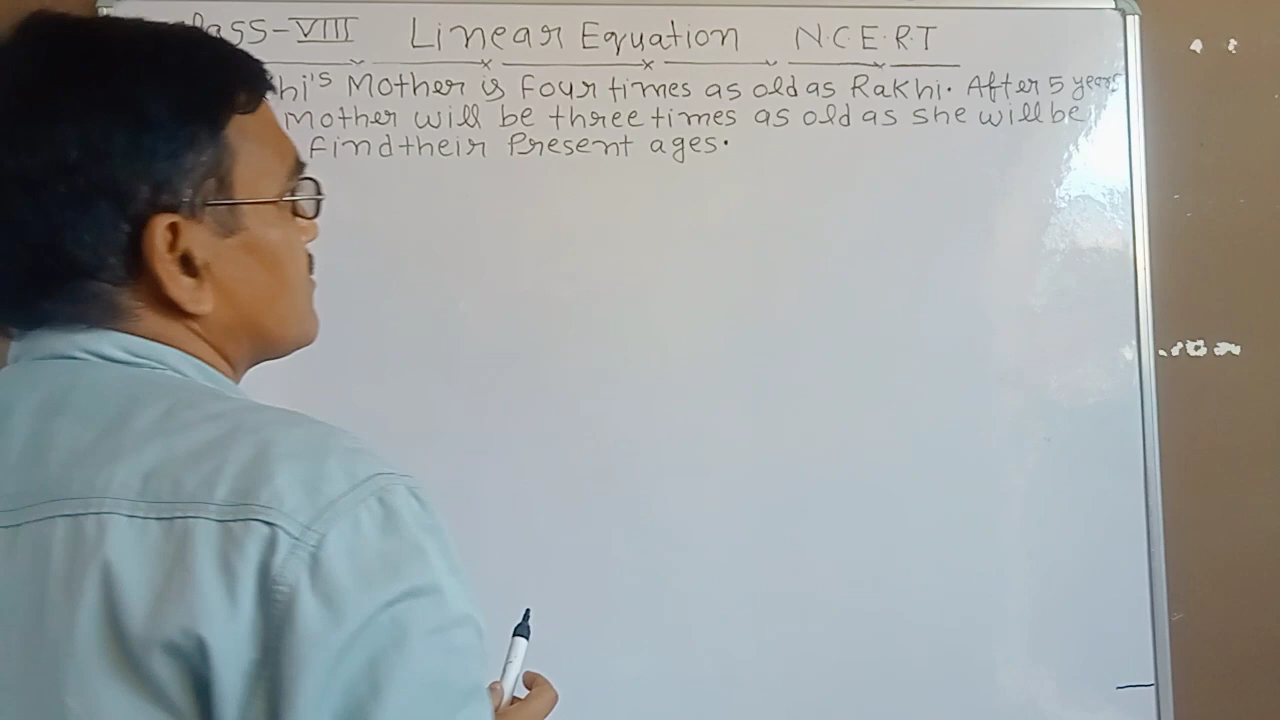 ass-VIII Linear Equation N.C.E.R.T
hi's Mother is Four times as old as Rakhi. After 5 years
Mother will be three times as old as she will be
Find their Present ages.